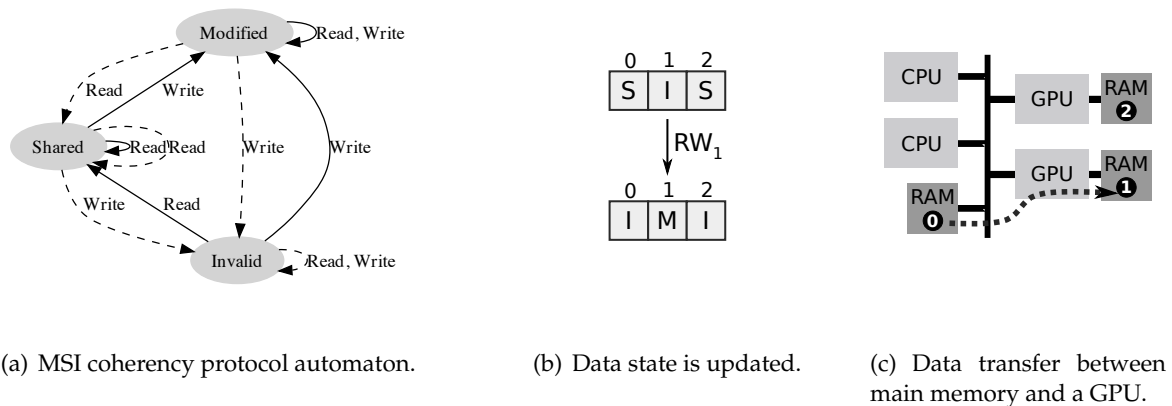 Modified
Read, Write
Read
Write
Shared
Read
Read
Write
Write
Write
Read
Invalid
Read, Write
0 1 2
S I S
RW1
0 1 2
I M I
CPU
GPU
RAM
2
CPU
GPU
RAM
1
RAM
0
(a) MSI coherency protocol automaton.
(b) Data state is updated.
(c) Data transfer between
main memory and a GPU.